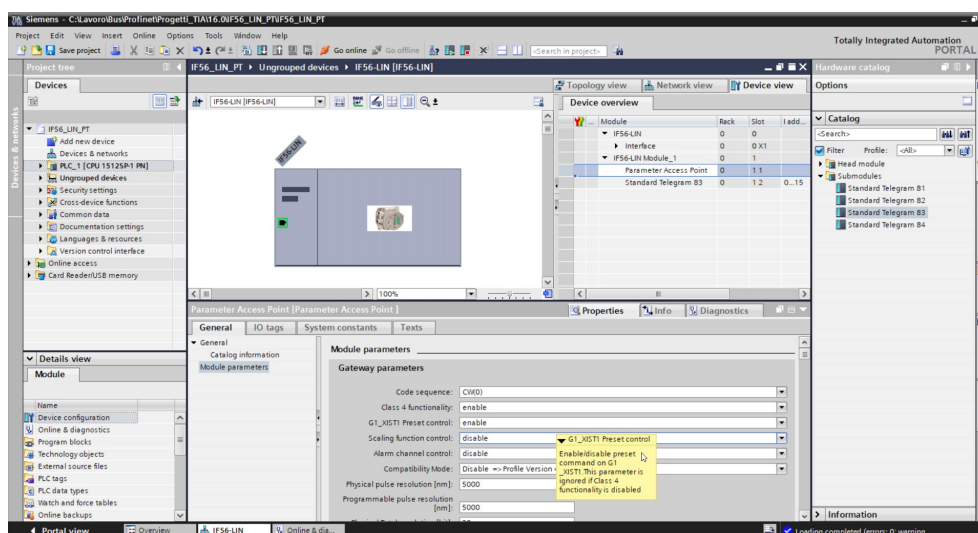 Siemens - C:\Lavoro\Bus\Profinet\Progetti_TIA\16.0\IF56_LIN_PT\IF56_LIN_PT
Project Edit View Insert Online Options Tools Window Help
Totally Integrated Automation
PORTAL
Save project
Go online
Go offline
<Search in project>
Project tree
IF56_LIN_PT ▸ Ungrouped devices ▸ IF56-LIN [IF56-LIN]
Hardware catalog
Devices
Topology view
Network view
Device view
Options
IF56-LIN [IF56-LIN]
Device overview
Devices & networks
IF56_LIN_PT
Add new device
Devices & networks
PLC_1 [CPU 1512SP-1 PN]
Ungrouped devices
Security settings
Cross-device functions
Common data
Documentation settings
Languages & resources
Version control interface
Online access
Card Reader/USB memory
IF56-LIN
100%
... Module Rack Slot I add...
IF56-LIN 0 0
Interface 0 0 X1
IF56-LIN Module_1 0 1
Parameter Access Point 0 1 1
Standard Telegram 83 0 1 2 0...15
Catalog
<Search>
Filter Profile: <All>
Head module
Submodules
Standard Telegram 81
Standard Telegram 82
Standard Telegram 83
Standard Telegram 84
Parameter Access Point [Parameter Access Point ]
Properties
Info
Diagnostics
General
IO tags
System constants
Texts
General
Catalog information
Module parameters
Module parameters
Gateway parameters
Code sequence: CW(0)
Class 4 functionality: enable
G1_XIST1 Preset control: enable
Scaling function control: disable
Alarm channel control: disable
Compatibility Mode: Disable => Profile Version
Physical pulse resolution [nm]: 5000
Programmable pulse resolution
[nm]: 5000
G1_XIST1 Preset control
Enable/disable preset
command on G1
_XIST1.This parameter is
ignored if Class 4
functionality is disabled
Details view
Module
Name
Device configuration
Online & diagnostics
Program blocks
Technology objects
External source files
PLC tags
PLC data types
Watch and force tables
Online backups
Information
Portal view
Overview
IF56-LIN
Online & dia...
Loading completed (errors: 0; warning